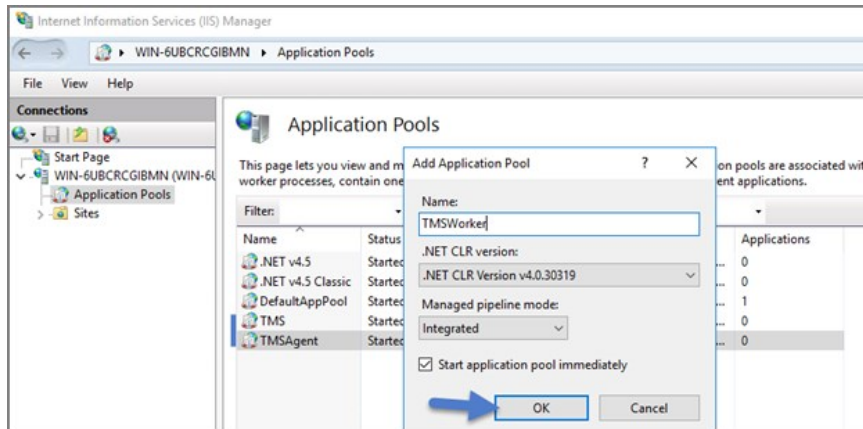 Internet Information Services (IIS) Manager
WIN-6UBCRCGIBMN Application Pools
File View Help
Connections
Start Page
WIN-6UBCRCGIBMN (WIN-6U
Application Pools
Sites
Application Pools
This page lets you view and m
on pools are associated wit
worker processes, contain one
ent applications.
Filter:
Name Status Applications
.NET v4.5 Started ... 0
.NET v4.5 Classic Started ... 0
DefaultAppPool Started ... 1
TMS Started ... 0
TMSAgent Started ... 0
Add Application Pool ?
Name:
TMSWorker
.NET CLR version:
.NET CLR Version v4.0.30319
Managed pipeline mode:
Integrated
Start application pool immediately
OK Cancel